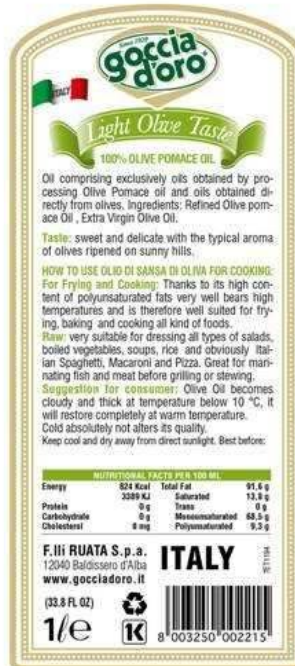 Since 1929
goccia
d'oro
ITALY
Light Olive Taste
100% OLIVE POMACE OIL
Oil comprising exclusively oils obtained by pro-
cessing Olive Pomace oil and oils obtained di-
rectly from olives. Ingredients: Refined Olive pom-
ace Oil , Extra Virgin Olive Oil.
Taste: sweet and delicate with the typical aroma
of olives ripened on sunny hills.
HOW TO USE OLIO DI SANSA DI OLIVA FOR COOKING:
For Frying and Cooking: Thanks to its high con-
tent of polyunsaturated fats very well bears high
temperatures and is therefore well suited for fry-
ing, baking and cooking all kind of foods.
Raw: very suitable for dressing all types of salads,
boiled vegetables, soups, rice and obviously Ital-
ian Spaghetti, Macaroni and Pizza. Great for mari-
nating fish and meat before grilling or stewing.
Suggestion for consumer: Olive Oil becomes
cloudy and thick at temperature below 10 °C, it
will restore completely at warm temperature.
Cold absolutely not alters its quality.
Keep cool and dry away from direct sunlight. Best before:
NUTRITIONAL FACTS PER 100 ML
Energy 824 Kcal Total Fat 91,6 g
3389 KJ Saturated 13,8 g
Protein 0 g Trans 0 g
Carbohydrate 0 g Monounsaturated 68,5 g
Cholesterol 0 mg Polyunsaturated 9,3 g
F.lli RUATA S.p.a.
12040 Baldissero d'Alba
www.gocciadoro.it
ITALY
7ET1194
(33.8 FL OZ)
1ℓe
K
8 003250 002215